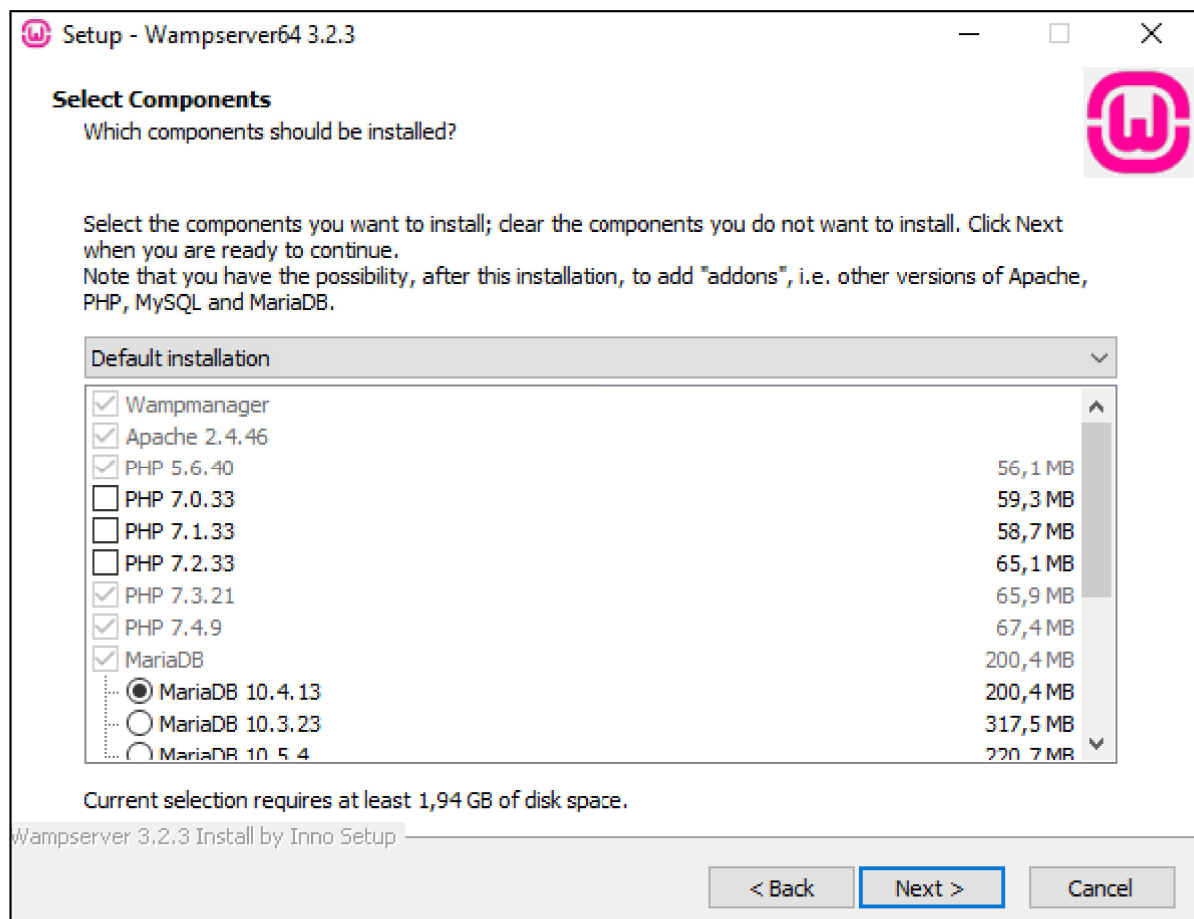 Setup - Wampserver64 3.2.3
Select Components
Which components should be installed?
Select the components you want to install; clear the components you do not want to install. Click Next
when you are ready to continue.
Note that you have the possibility, after this installation, to add "addons", i.e. other versions of Apache,
PHP, MySQL and MariaDB.
Default installation
Wampmanager
Apache 2.4.46
PHP 5.6.40 56,1 MB
PHP 7.0.33 59,3 MB
PHP 7.1.33 58,7 MB
PHP 7.2.33 65,1 MB
PHP 7.3.21 65,9 MB
PHP 7.4.9 67,4 MB
MariaDB 200,4 MB
MariaDB 10.4.13 200,4 MB
MariaDB 10.3.23 317,5 MB
MariaDB 10.5.4 220,7 MB
Current selection requires at least 1,94 GB of disk space.
Wampserver 3.2.3 Install by Inno Setup
< Back Next > Cancel